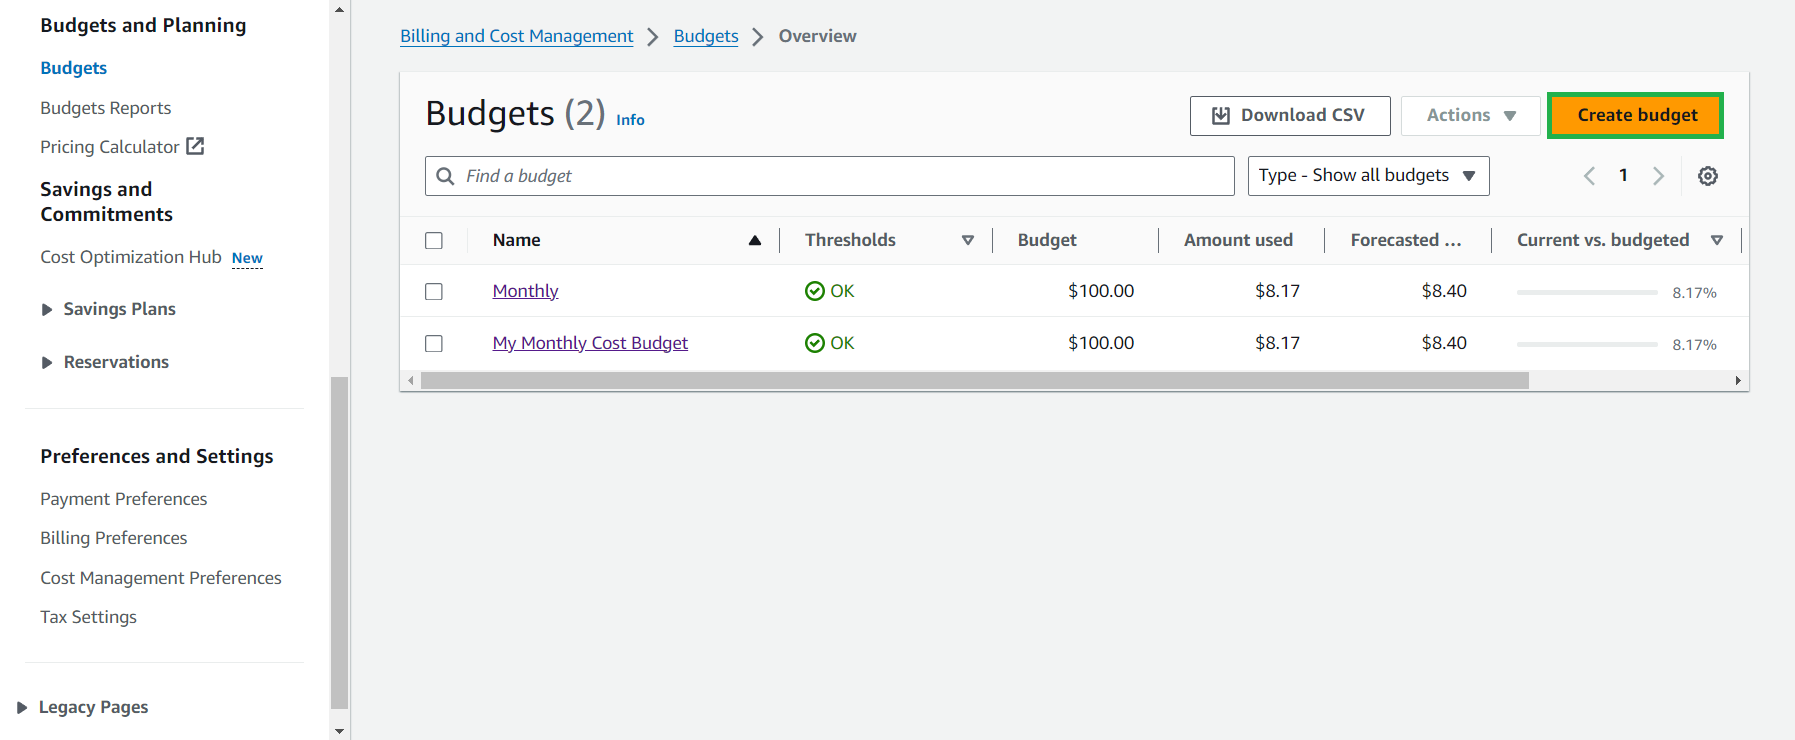 Budgets and Planning
Budgets
Budgets Reports
Pricing Calculator
Savings and
Commitments
Cost Optimization Hub New
Savings Plans
Reservations
Preferences and Settings
Payment Preferences
Billing Preferences
Cost Management Preferences
Tax Settings
Legacy Pages
Billing and Cost Management > Budgets > Overview
Budgets (2) Info
Download CSV
Actions
Create budget
Find a budget
Type - Show all budgets
1
Name Thresholds Budget Amount used Forecasted ... Current vs. budgeted
Monthly OK $100.00 $8.17 $8.40 8.17%
My Monthly Cost Budget OK $100.00 $8.17 $8.40 8.17%